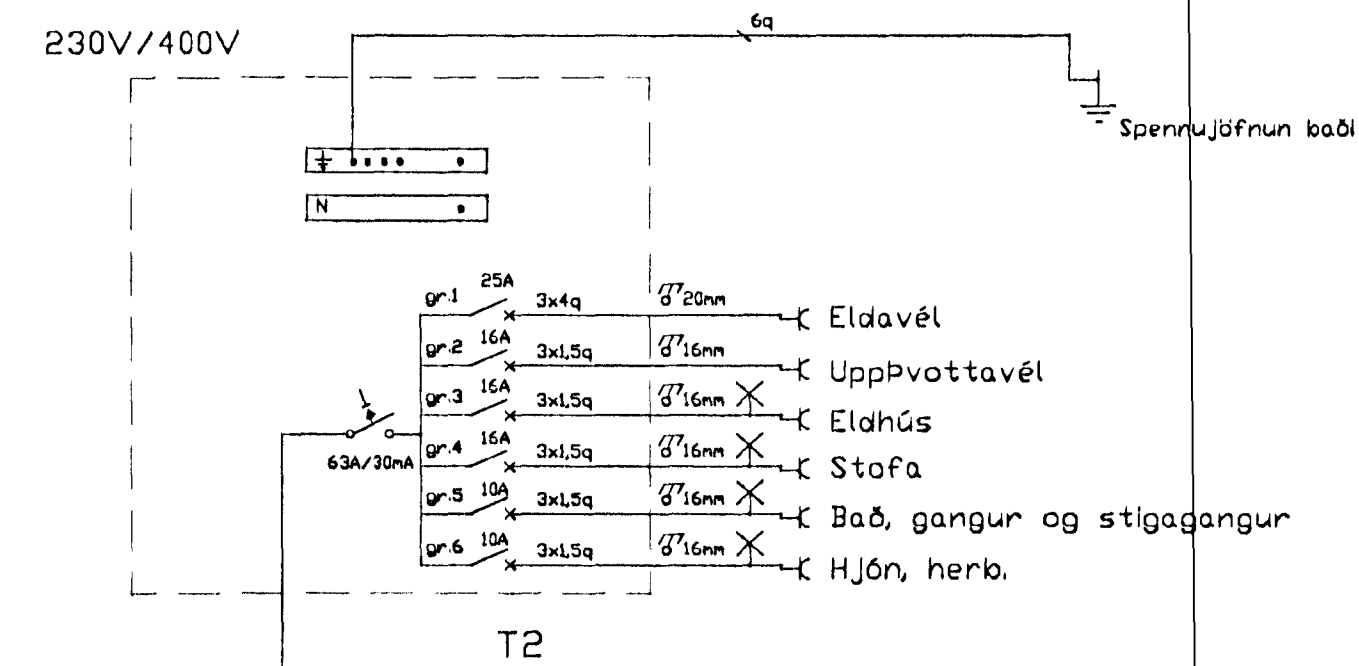 6q
230V/400V
Spennujöfnun baði
N
gr.1 25A 3x4q 20mm Eldavél
gr.2 16A 3x1,5q 16mm Uppþvottavél
gr.3 16A 3x1,5q 16mm Eldhús
gr.4 16A 3x1,5q 16mm Stofa
63A/30mA
gr.5 10A 3x1,5q 16mm Bað, gangur og stigagangur
gr.6 10A 3x1,5q 16mm Hjón, herb.
T2